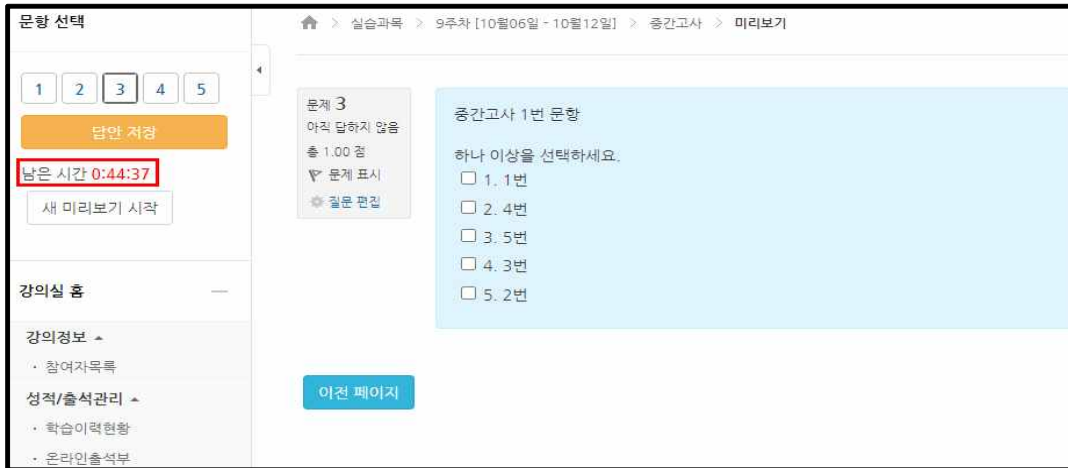 문항 선택
1 2 3 4 5
답안 저장
남은 시간 0:44:37
새 미리보기 시작
강의실 홈
강의정보
· 참여자목록
성적/출석관리
· 학습이력현황
· 온라인출석부
> 실습과목 > 9주차 [10월06일 - 10월12일] > 중간고사 > 미리보기
문제 3
아직 답하지 않음
총 1.00 점
문제 표시
질문 편집
중간고사 1번 문항
하나 이상을 선택하세요.
1. 1번
2. 4번
3. 5번
4. 3번
5. 2번
이전 페이지